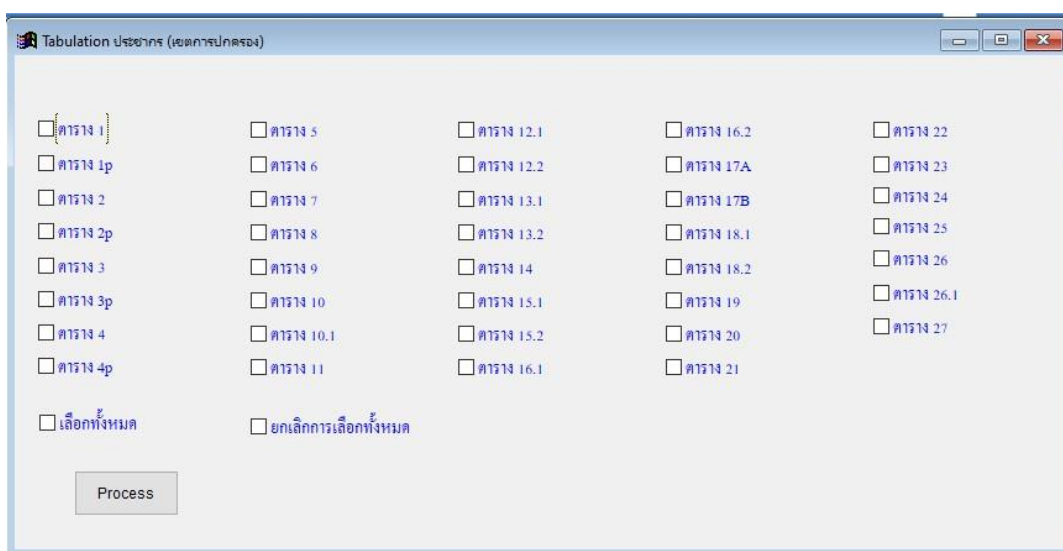 Tabulation ประชากร (เขตการปกครอง)
ตาราง 1
ตาราง 1p
ตาราง 2
ตาราง 2p
ตาราง 3
ตาราง 3p
ตาราง 4
ตาราง 4p
ตาราง 5
ตาราง 6
ตาราง 7
ตาราง 8
ตาราง 9
ตาราง 10
ตาราง 10.1
ตาราง 11
ตาราง 12.1
ตาราง 12.2
ตาราง 13.1
ตาราง 13.2
ตาราง 14
ตาราง 15.1
ตาราง 15.2
ตาราง 16.1
ตาราง 16.2
ตาราง 17A
ตาราง 17B
ตาราง 18.1
ตาราง 18.2
ตาราง 19
ตาราง 20
ตาราง 21
ตาราง 22
ตาราง 23
ตาราง 24
ตาราง 25
ตาราง 26
ตาราง 26.1
ตาราง 27
เลือกทั้งหมด
ยกเลิกการเลือกทั้งหมด
Process